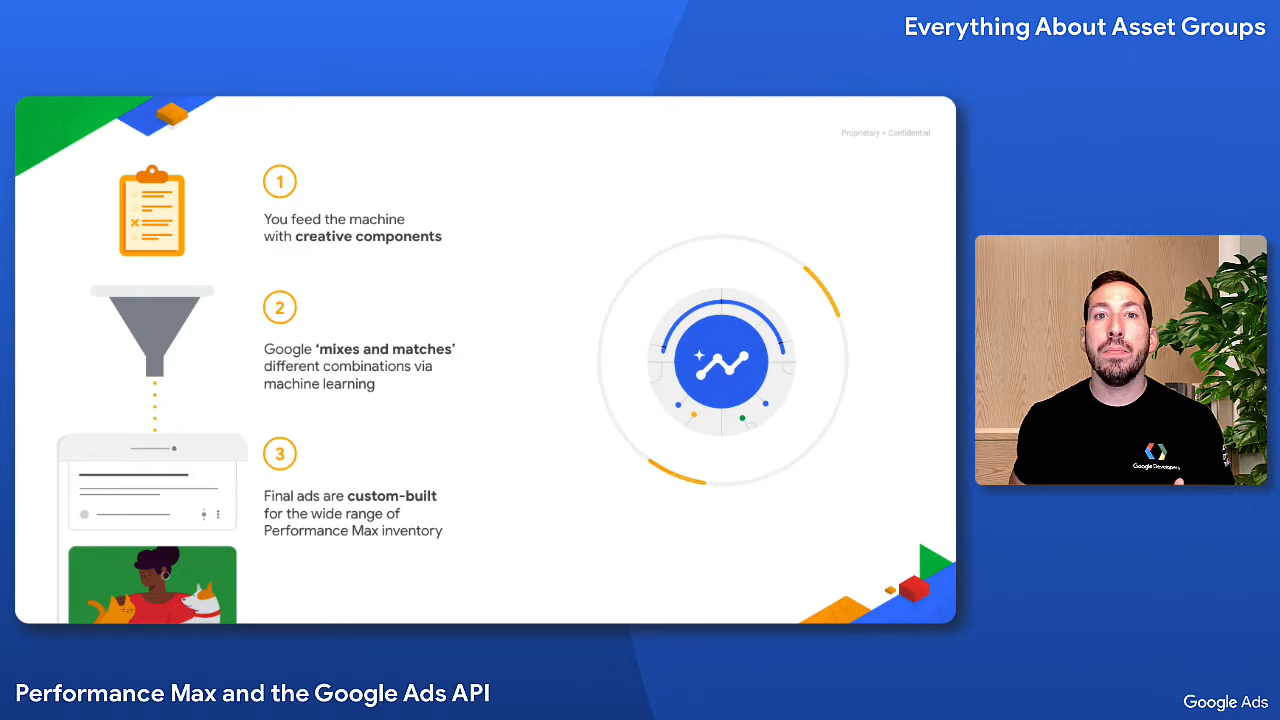 Everything About Asset Groups
Proprietary + Confidential
1
You feed the machine
with creative components
2
Google ‘mixes and matches’
different combinations via
machine learning
3
Final ads are custom-built
for the wide range of
Performance Max inventory
Google Developers
Performance Max and the Google Ads API
Google Ads